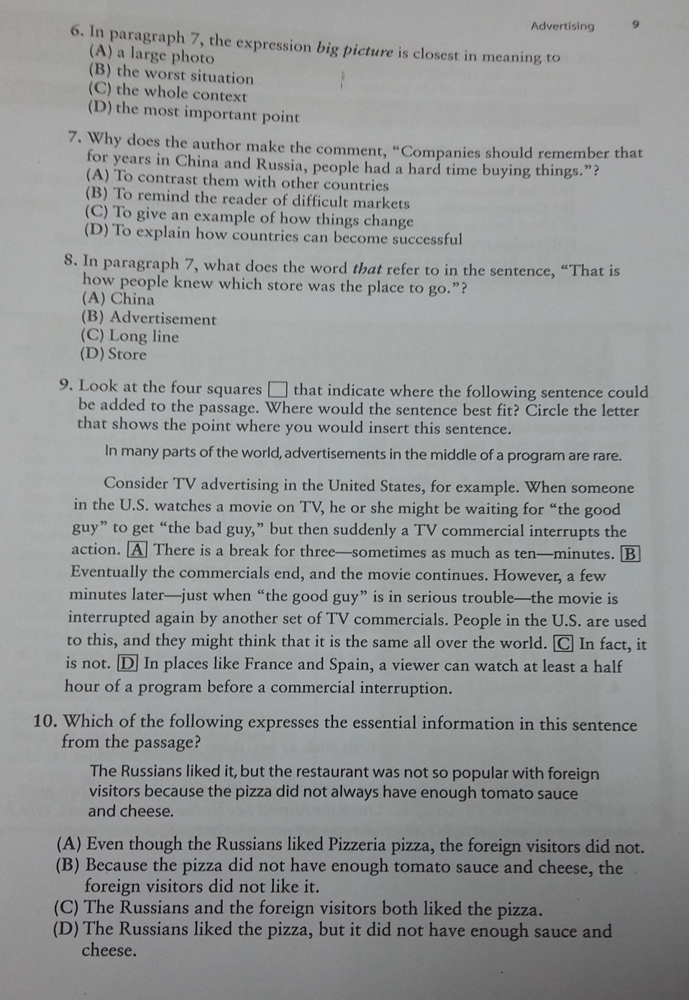 Advertising 9
6. In paragraph 7, the expression big picture is closest in meaning to
(A) a large photo
(B) the worst situation
(C) the whole context
(D) the most important point
7. Why does the author make the comment, “Companies should remember that
for years in China and Russia, people had a hard time buying things.”?
(A) To contrast them with other countries
(B) To remind the reader of difficult markets
(C) To give an example of how things change
(D) To explain how countries can become successful
8. In paragraph 7, what does the word that refer to in the sentence, “That is
how people knew which store was the place to go.”?
(A) China
(B) Advertisement
(C) Long line
(D) Store
9. Look at the four squares □ that indicate where the following sentence could
be added to the passage. Where would the sentence best fit? Circle the letter
that shows the point where you would insert this sentence.
In many parts of the world, advertisements in the middle of a program are rare.
Consider TV advertising in the United States, for example. When someone
in the U.S. watches a movie on TV, he or she might be waiting for “the good
guy” to get “the bad guy,” but then suddenly a TV commercial interrupts the
action. A There is a break for three—sometimes as much as ten—minutes. B
Eventually the commercials end, and the movie continues. However, a few
minutes later—just when “the good guy” is in serious trouble—the movie is
interrupted again by another set of TV commercials. People in the U.S. are used
to this, and they might think that it is the same all over the world. C In fact, it
is not. D In places like France and Spain, a viewer can watch at least a half
hour of a program before a commercial interruption.
10. Which of the following expresses the essential information in this sentence
from the passage?
The Russians liked it, but the restaurant was not so popular with foreign
visitors because the pizza did not always have enough tomato sauce
and cheese.
(A) Even though the Russians liked Pizzeria pizza, the foreign visitors did not.
(B) Because the pizza did not have enough tomato sauce and cheese, the
foreign visitors did not like it.
(C) The Russians and the foreign visitors both liked the pizza.
(D) The Russians liked the pizza, but it did not have enough sauce and
cheese.